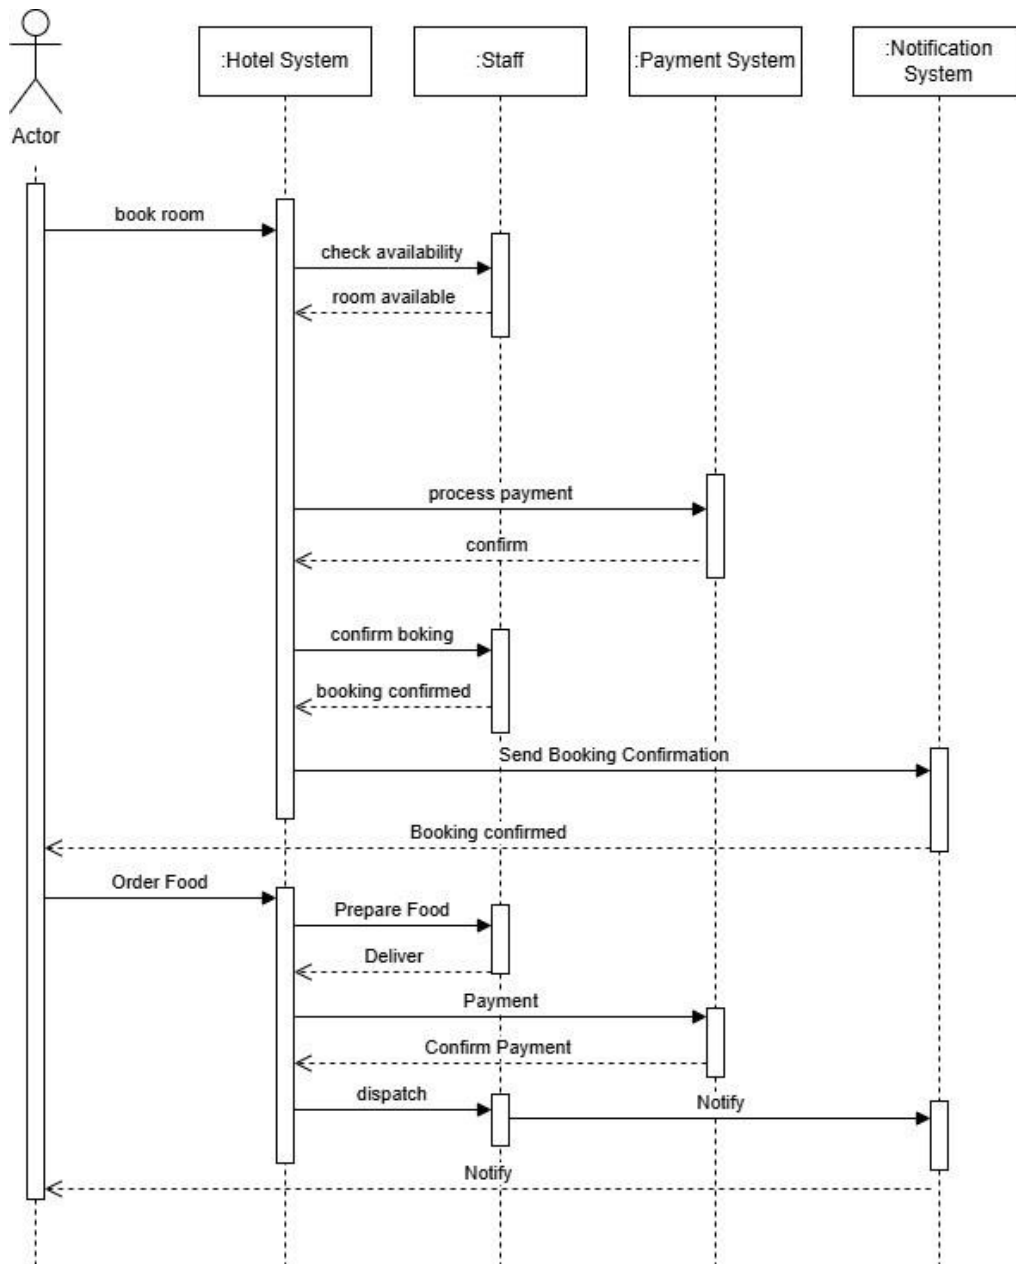 :Hotel System
:Staff
:Payment System
:Notification
System
Actor
book room
check availability
room available
process payment
confirm
confirm boking
booking confirmed
Send Booking Confirmation
Booking confirmed
Order Food
Prepare Food
Deliver
Payment
Confirm Payment
dispatch
Notify
Notify